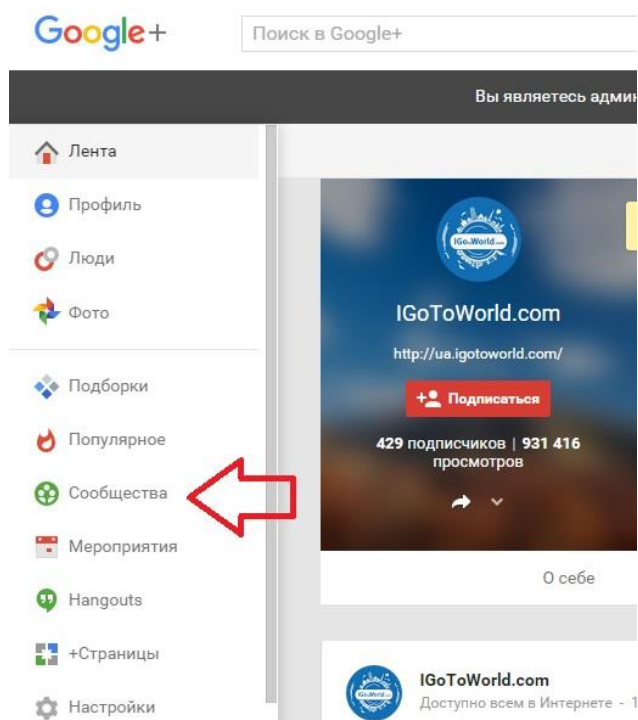 Google+
Поиск в Google+
Вы являетесь админ
Лента
Профиль
Люди
Фото
Подборки
Популярное
Сообщества
Мероприятия
Hangouts
+Страницы
Настройки
IGoToWorld.com
http://ua.igotoworld.com/
Подписаться
429 подписчиков | 931 416
просмотров
О себе
IGoToWorld.com
Доступно всем в Интернете - 1